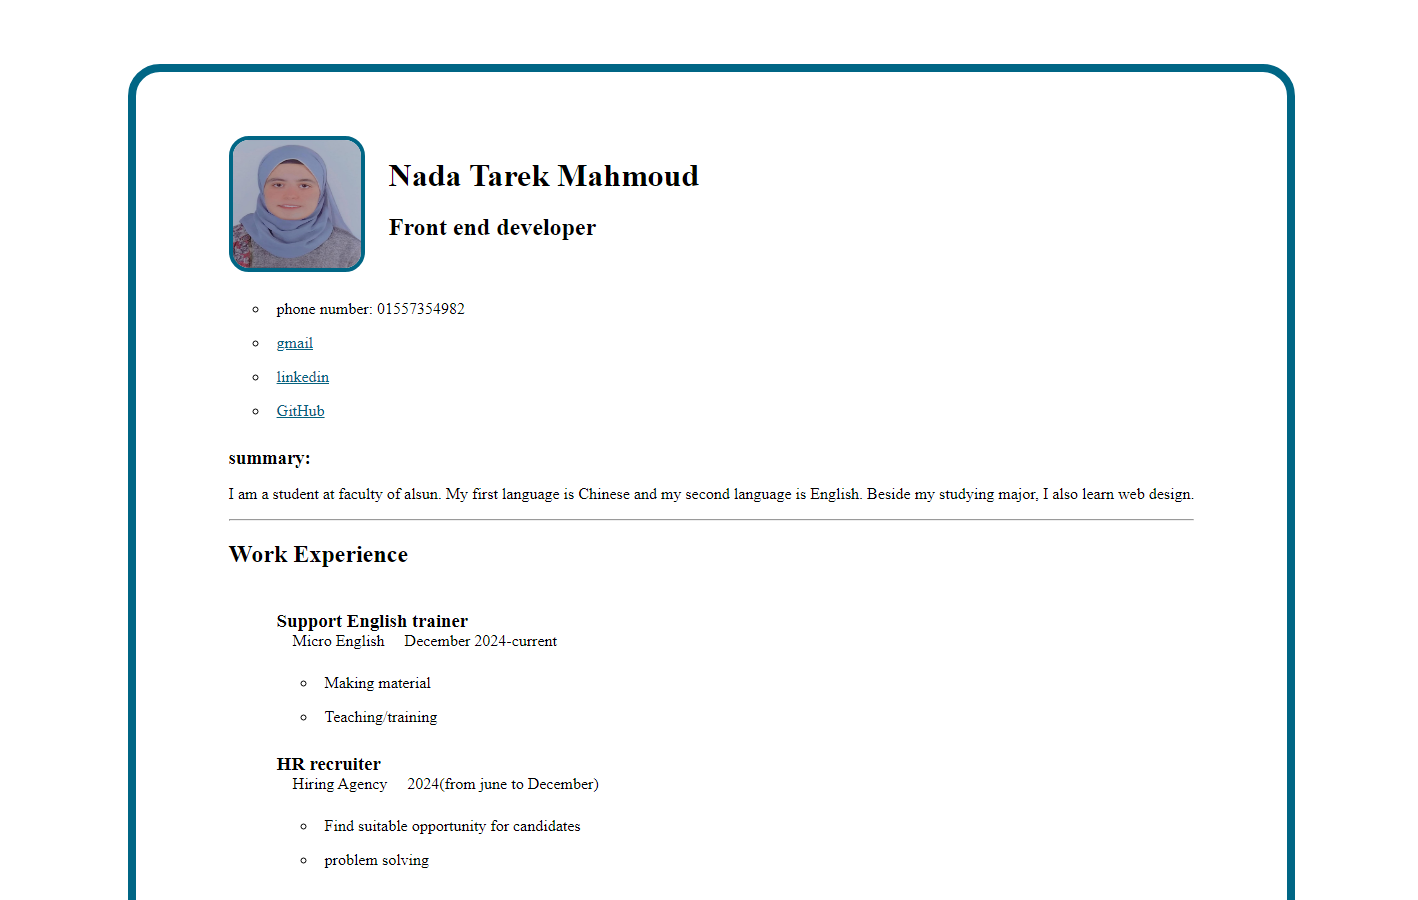 Nada Tarek Mahmoud
Front end developer
phone number: 01557354982
gmail
linkedin
GitHub
summary:
I am a student at faculty of alsun. My first language is Chinese and my second language is English. Beside my studying major, I also learn web design.
Work Experience
Support English trainer
Micro English December 2024-current
Making material
Teaching/training
HR recruiter
Hiring Agency 2024(from june to December)
Find suitable opportunity for candidates
problem solving